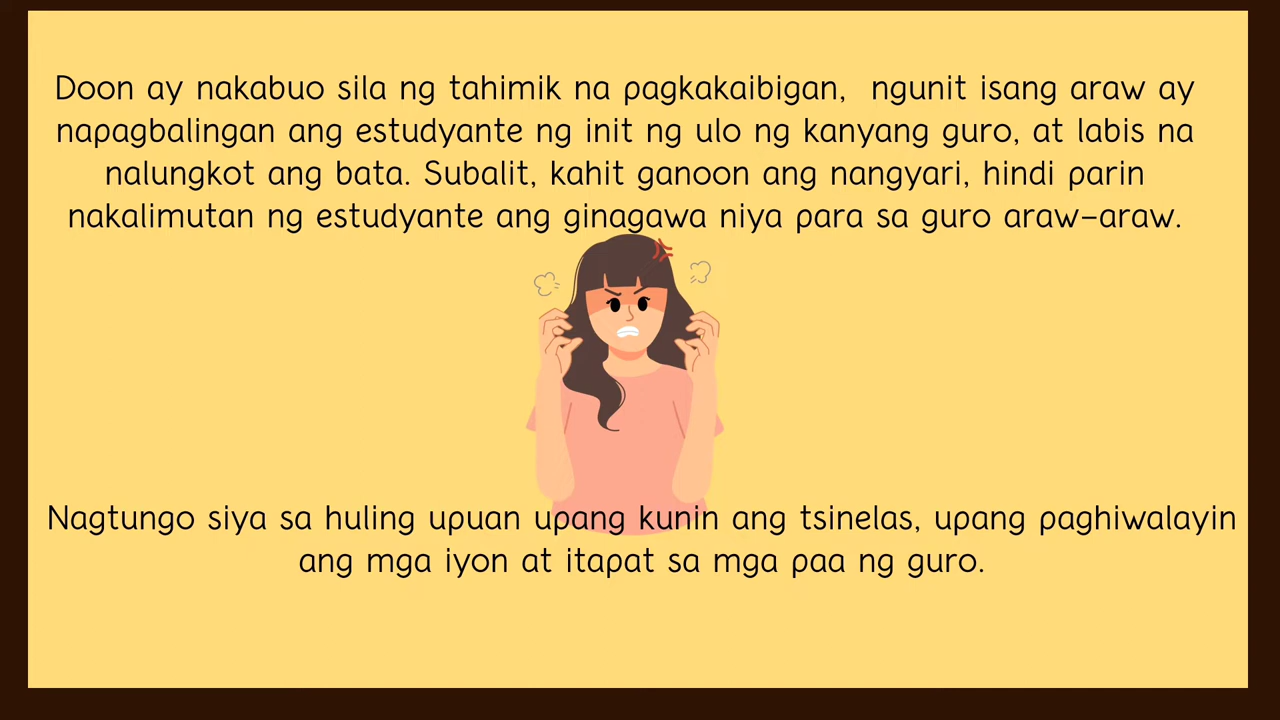 Doon ay nakabuo sila ng tahimik na pagkakaibigan, ngunit isang araw ay
napagbalingan ang estudyante ng init ng ulo ng kanyang guro, at labis na
nalungkot ang bata. Subalit, kahit ganoon ang nangyari, hindi parin
nakalimutan ng estudyante ang ginagawa niya para sa guro araw-araw.
Nagtungo siya sa huling upuan upang kunin ang tsinelas, upang paghiwalayin
ang mga iyon at itapat sa mga paa ng guro.